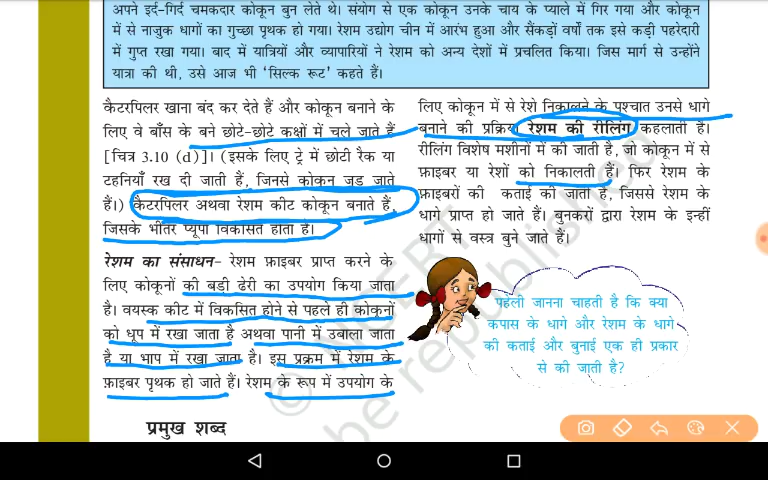 अपने इर्द-गिर्द चमकदार कोकून बुन लेते थे। संयोग से एक कोकून उनके चाय के प्याले में गिर गया और कोकून
में से नाजुक धागों का गुच्छा पृथक हो गया। रेशम उद्योग चीन में आरंभ हुआ और सैंकड़ों वर्षों तक इसे कड़ी पहरेदारी
में गुप्त रखा गया। बाद में यात्रियों और व्यापारियों ने रेशम को अन्य देशों में प्रचलित किया। जिस मार्ग से उन्होंने
यात्रा की थी, उसे आज भी ‘सिल्क रूट’ कहते हैं।
कैटरपिलर खाना बंद कर देते हैं और कोकून बनाने के
लिए वे बाँस के बने छोटे-छोटे कक्षों में चले जाते हैं
[चित्र 3.10 (d)]। (इसके लिए ट्रे में छोटी रैक या
टहनियाँ रख दी जाती हैं, जिनसे कोकून जुड़ जाते
हैं।) कैटरपिलर अथवा रेशम कीट कोकून बनाते हैं,
जिसके भीतर प्यूपा विकसित होता है।
रेशम का संसाधन- रेशम फ़ाइबर प्राप्त करने के
लिए कोकूनों की बड़ी ढेरी का उपयोग किया जाता
है। वयस्क कीट में विकसित होने से पहले ही कोकूनों
को धूप में रखा जाता है अथवा पानी में उबाला जाता
है या भाप में रखा जाता है। इस प्रक्रम में रेशम के
फ़ाइबर पृथक हो जाते हैं। रेशम के रूप में उपयोग के
लिए कोकून में से रेशे निकालने के पश्चात उनसे धागे
बनाने की प्रक्रिया रेशम की रीलिंग कहलाती है।
रीलिंग विशेष मशीनों में की जाती है, जो कोकून में से
फ़ाइबर या रेशों को निकालती हैं। फिर रेशम के
फ़ाइबरों की कताई की जाती है, जिससे रेशम के
धागे प्राप्त हो जाते हैं। बुनकरों द्वारा रेशम के इन्हीं
धागों से वस्त्र बुने जाते हैं।
पहेली जानना चाहती है कि क्या
कपास के धागे और रेशम के धागे
की कताई और बुनाई एक ही प्रकार
से की जाती है?
प्रमुख शब्द
© NCERT
be republished